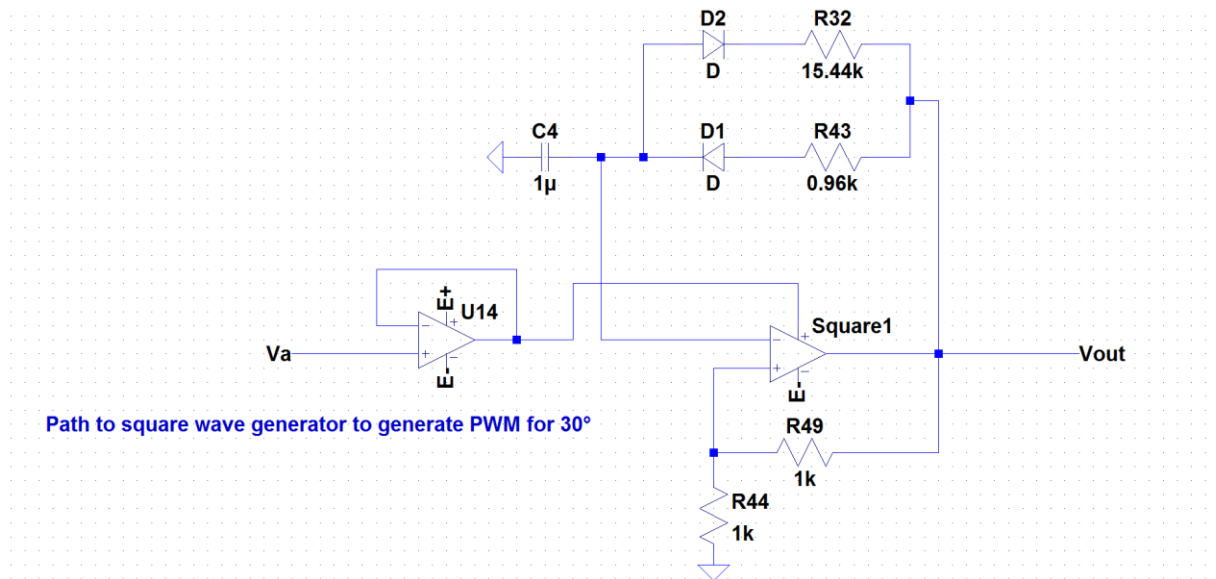 D2
R32
D
15.44k
C4
D1
R43
1µ
D
0.96k
E+
U14
Square1
Va
Vout
E-
E-
Path to square wave generator to generate PWM for 30º
R49
1k
R44
1k